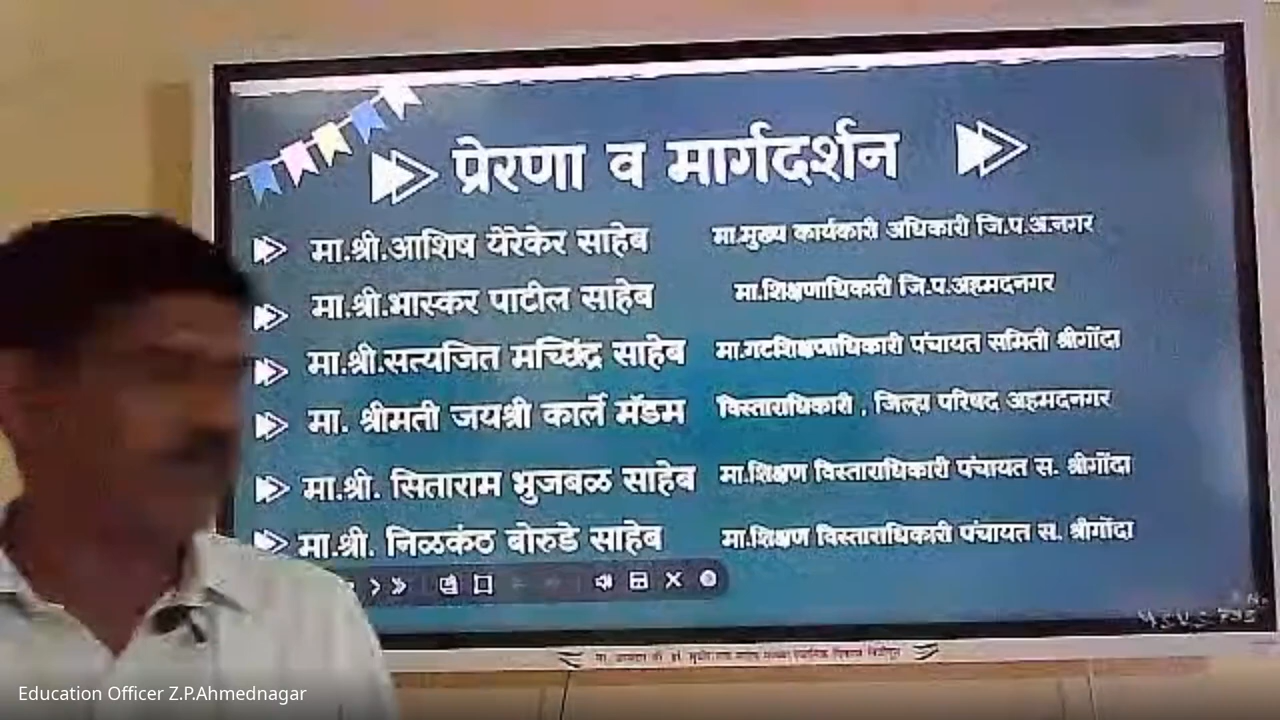 प्रेरणा व मार्गदर्शन
मा.श्री.आशिष येरेकेर साहेब मा.मुख्य कार्यकारी अधिकारी जि.प.अ.नगर
मा.श्री.भास्कर पाटील साहेब मा.शिक्षणाधिकारी जि.प.अहमदनगर
मा.श्री.सत्यजित मच्छिंद्र साहेब मा.गटशिक्षणाधिकारी पंचायत समिती श्रीगोंदा
मा. श्रीमती जयश्री कार्ले मॅडम विस्ताराधिकारी , जिल्हा परिषद अहमदनगर
मा.श्री. सिताराम भुजबळ साहेब मा.शिक्षण विस्ताराधिकारी पंचायत स. श्रीगोंदा
मा.श्री. निळकंठ बोरुडे साहेब मा.शिक्षण विस्ताराधिकारी पंचायत स. श्रीगोंदा
Education Officer Z.P.Ahmednagar